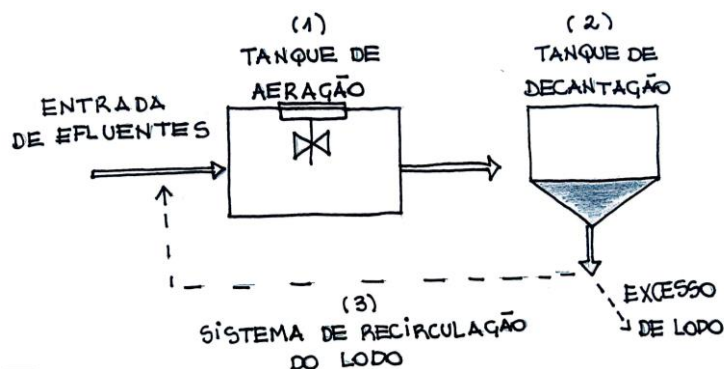 (1)
TANQUE DE
AERAÇÃO
(2)
TANQUE DE
DECANTAÇÃO
ENTRADA
DE EFLUENTES
(3)
SISTEMA DE RECIRCULAÇÃO
DO LODO
EXCESSO
DE LODO